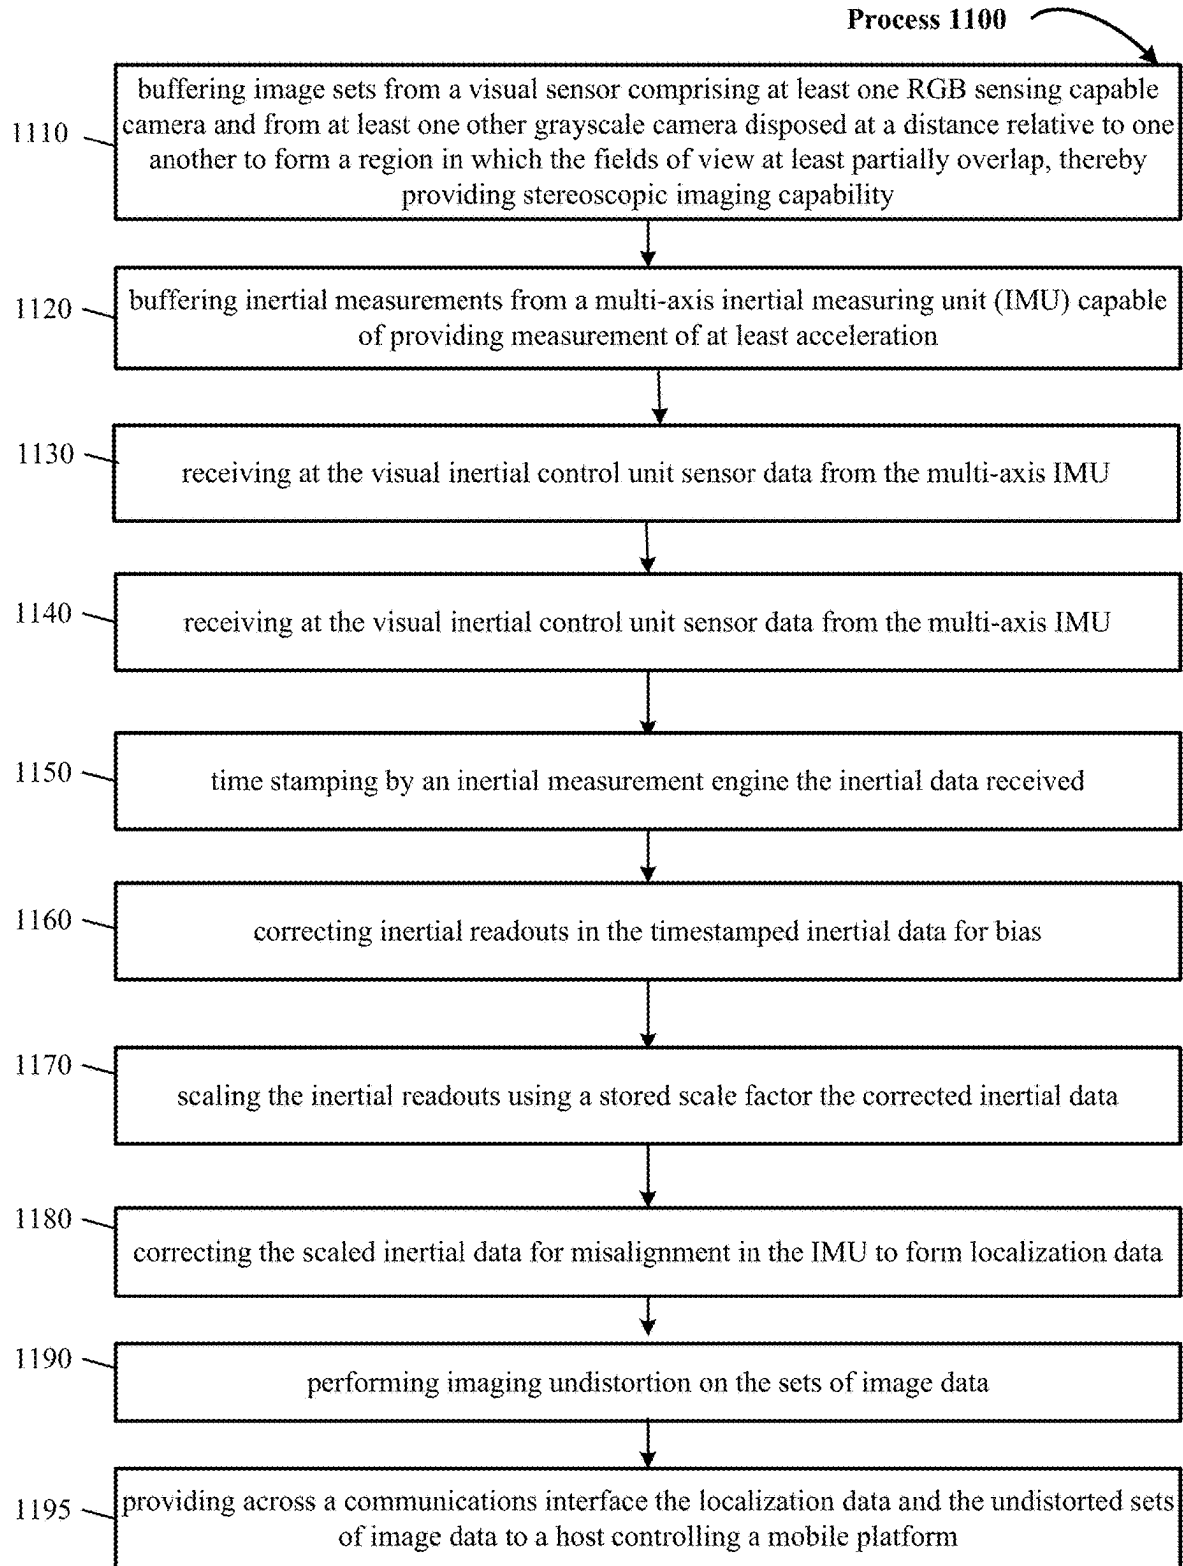 Process 1100
1110
buffering image sets from a visual sensor comprising at least one RGB sensing capable
camera and from at least one other grayscale camera disposed at a distance relative to one
another to form a region in which the fields of view at least partially overlap, thereby
providing stereoscopic imaging capability
1120
buffering inertial measurements from a multi-axis inertial measuring unit (IMU) capable
of providing measurement of at least acceleration
1130
receiving at the visual inertial control unit sensor data from the multi-axis IMU
1140
receiving at the visual inertial control unit sensor data from the multi-axis IMU
1150
time stamping by an inertial measurement engine the inertial data received
1160
correcting inertial readouts in the timestamped inertial data for bias
1170
scaling the inertial readouts using a stored scale factor the corrected inertial data
1180
correcting the scaled inertial data for misalignment in the IMU to form localization data
1190
performing imaging undistortion on the sets of image data
1195
providing across a communications interface the localization data and the undistorted sets
of image data to a host controlling a mobile platform